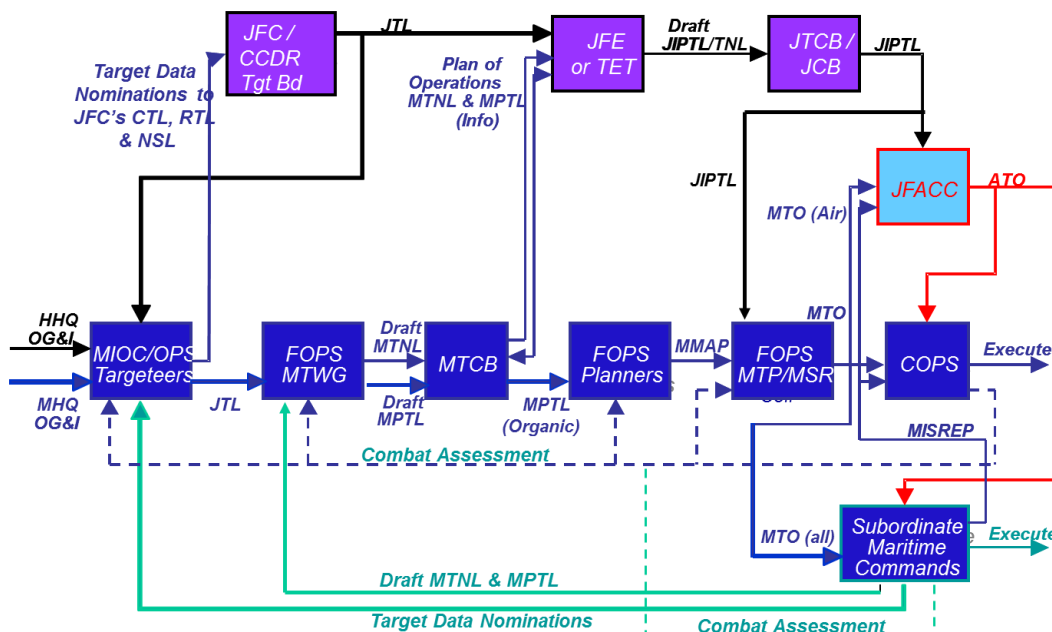 JFC /
CCDR
Tgt Bd
JTL
JFE
or TET
Draft
JIPTL/TNL
JTCB /
JCB
JIPTL
Target Data
Nominations to
JFC's CTL, RTL
& NSL
Plan of
Operations
MTNL & MPTL
(Info)
JIPTL
JFACC
ATO
MTO (Air)
HHQ
OG&I
MIOC/OPS
Targeteers
MHQ
OG&I
JTL
FOPS
MTWG
Draft
MTNL
Draft
MPTL
MTCB
MPTL
(Organic)
FOPS
Planners
MMAP
FOPS
MTP/MSR
MTO
COPS
Execute
MISREP
Combat Assessment
MTO (all)
Subordinate
Maritime
Commands
Execute
Draft MTNL & MPTL
Target Data Nominations
Combat Assessment